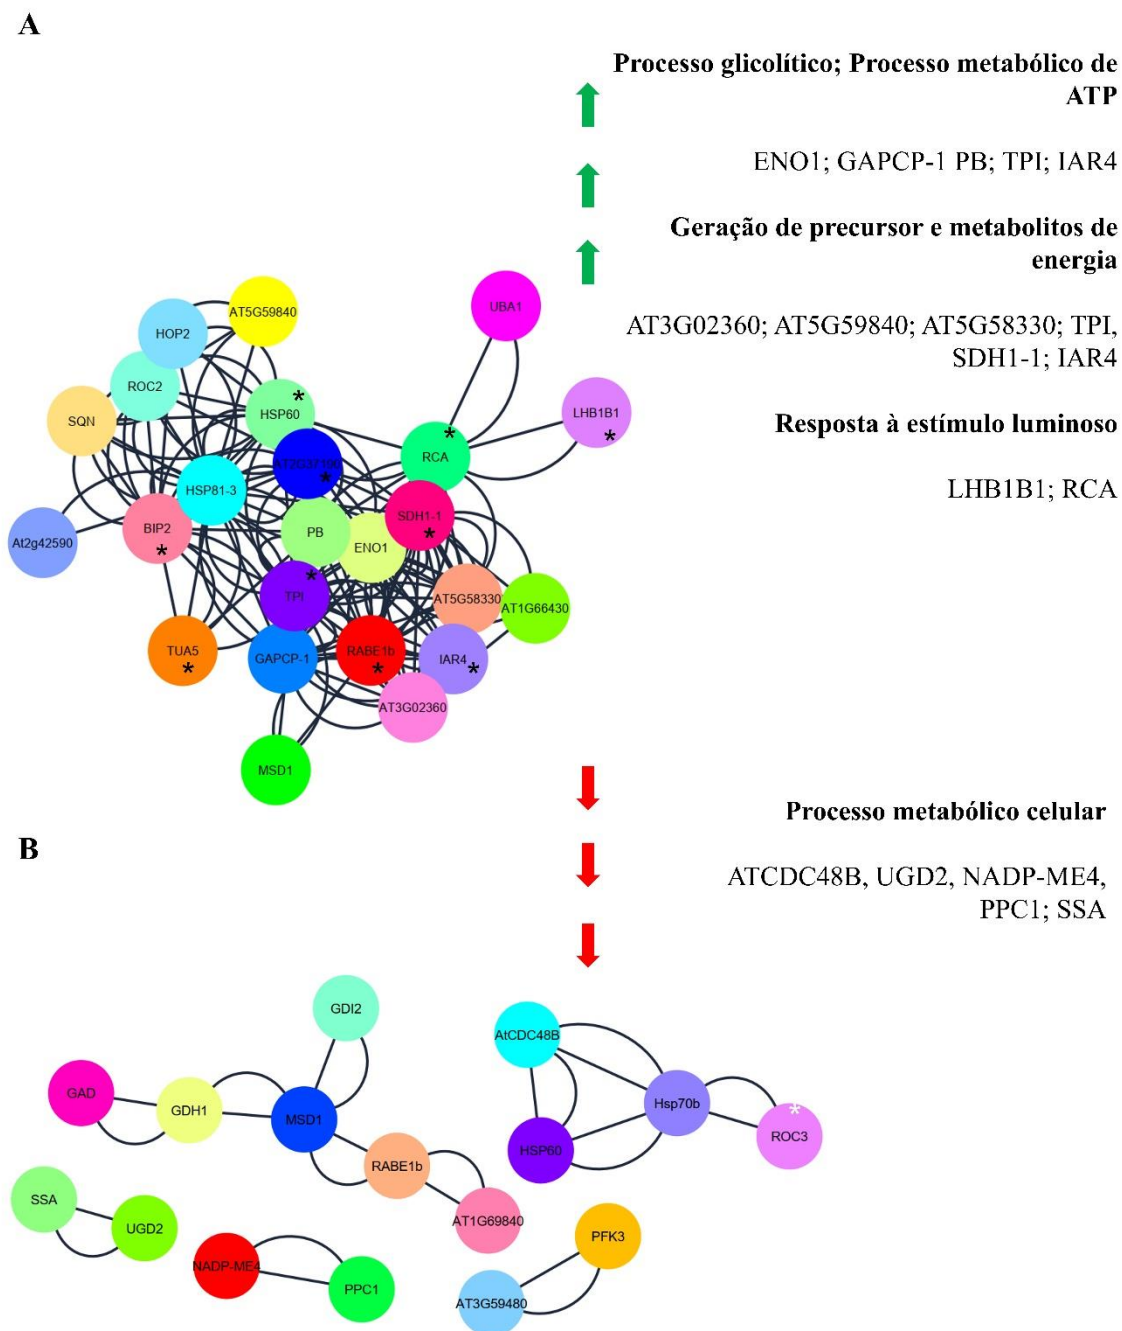 A
Processo glicolítico; Processo metabólico de
ATP
ENO1; GAPCP-1 PB; TPI; IAR4
Geração de precursor e metabolitos de
energia
AT3G02360; AT5G59840; AT5G58330; TPI,
SDH1-1; IAR4
Resposta à estímulo luminoso
LHB1B1; RCA
AT5G59840
UBA1
HOP2
ROC2
SQN
HSP60
*
LHB1B1
*
RCA
*
*
HSP81-3
SDH1-1
*
BIP2
*
PB
ENO1
At2g42590
TPI
*
AT5G58330
AT1G66430
TUA5
*
GAPCP-1
RABE1b
*
IAR4
*
AT3G02360
MSD1
Processo metabólico celular
B
ATCDC48B, UGD2, NADP-ME4,
PPC1; SSA
GDI2
AtCDC48B
GAD
GDH1
MSD1
Hsp70b
*
ROC3
HSP60
RABE1b
SSA
UGD2
AT1G69840
PFK3
NADP-ME4
PPC1
AT3G59480